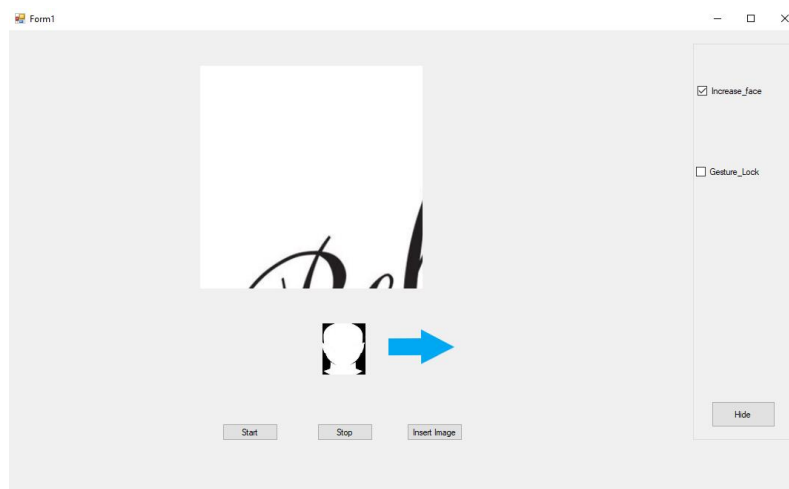 Form1
Increase_face
Gesture_Lock
Hide
Start Stop Insert Image